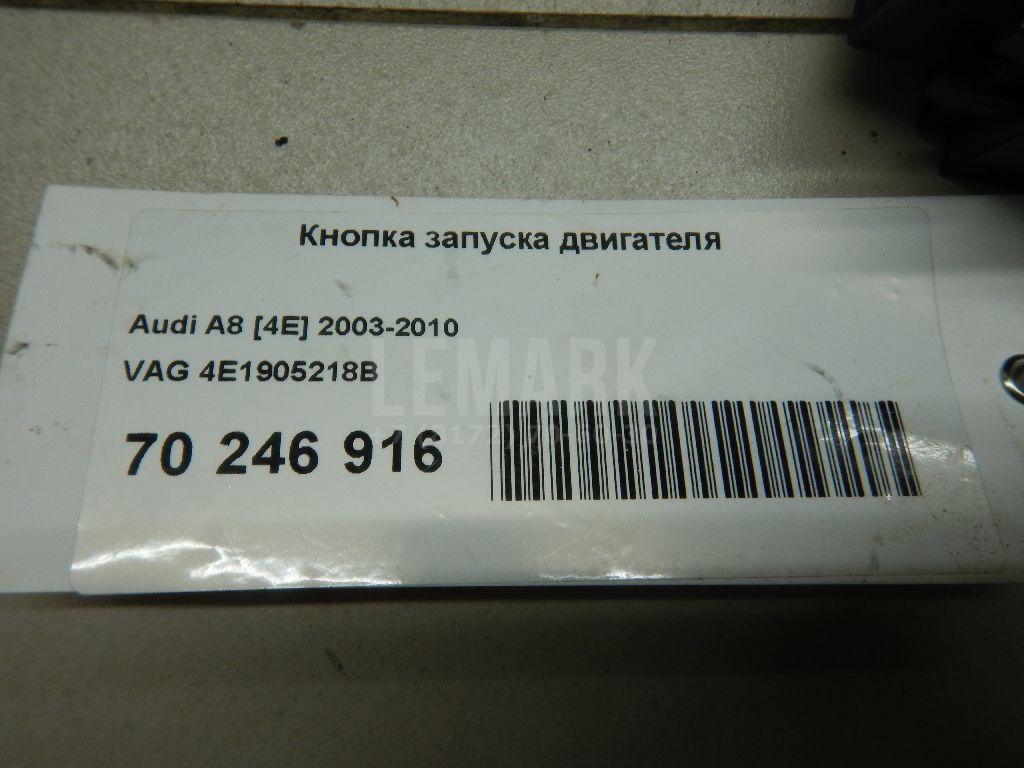 Кнопка запуска двигателя
Audi A8 [4E] 2003-2010
VAG 4E1905218B
LEMARK
70 246 916